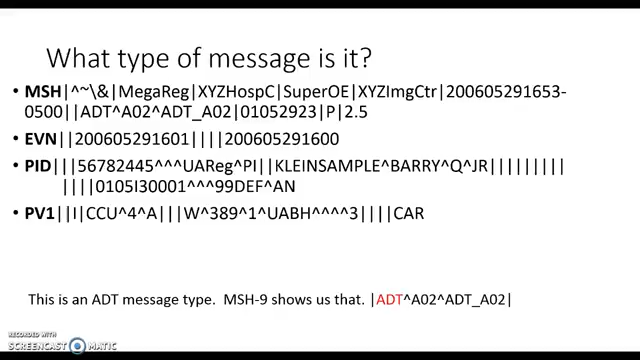 What type of message is it?
• MSH|^~\&|MegaReg|XYZHospC|SuperOE|XYZImgCtr|200605291653-
0500||ADT^A02^ADT_A02|01052923|P|2.5
• EVN||200605291601||||200605291600
• PID|||56782445^^^UAReg^PI||KLEINSAMPLE^BARRY^Q^JR||||||||||
||||0105I30001^^^99DEF^AN
• PV1||I|CCU^4^A|||W^389^1^UABH^^^^3||||CAR
This is an ADT message type. MSH-9 shows us that. |ADT^A02^ADT_A02|
RECORDED WITH
SCREENCAST MATIC